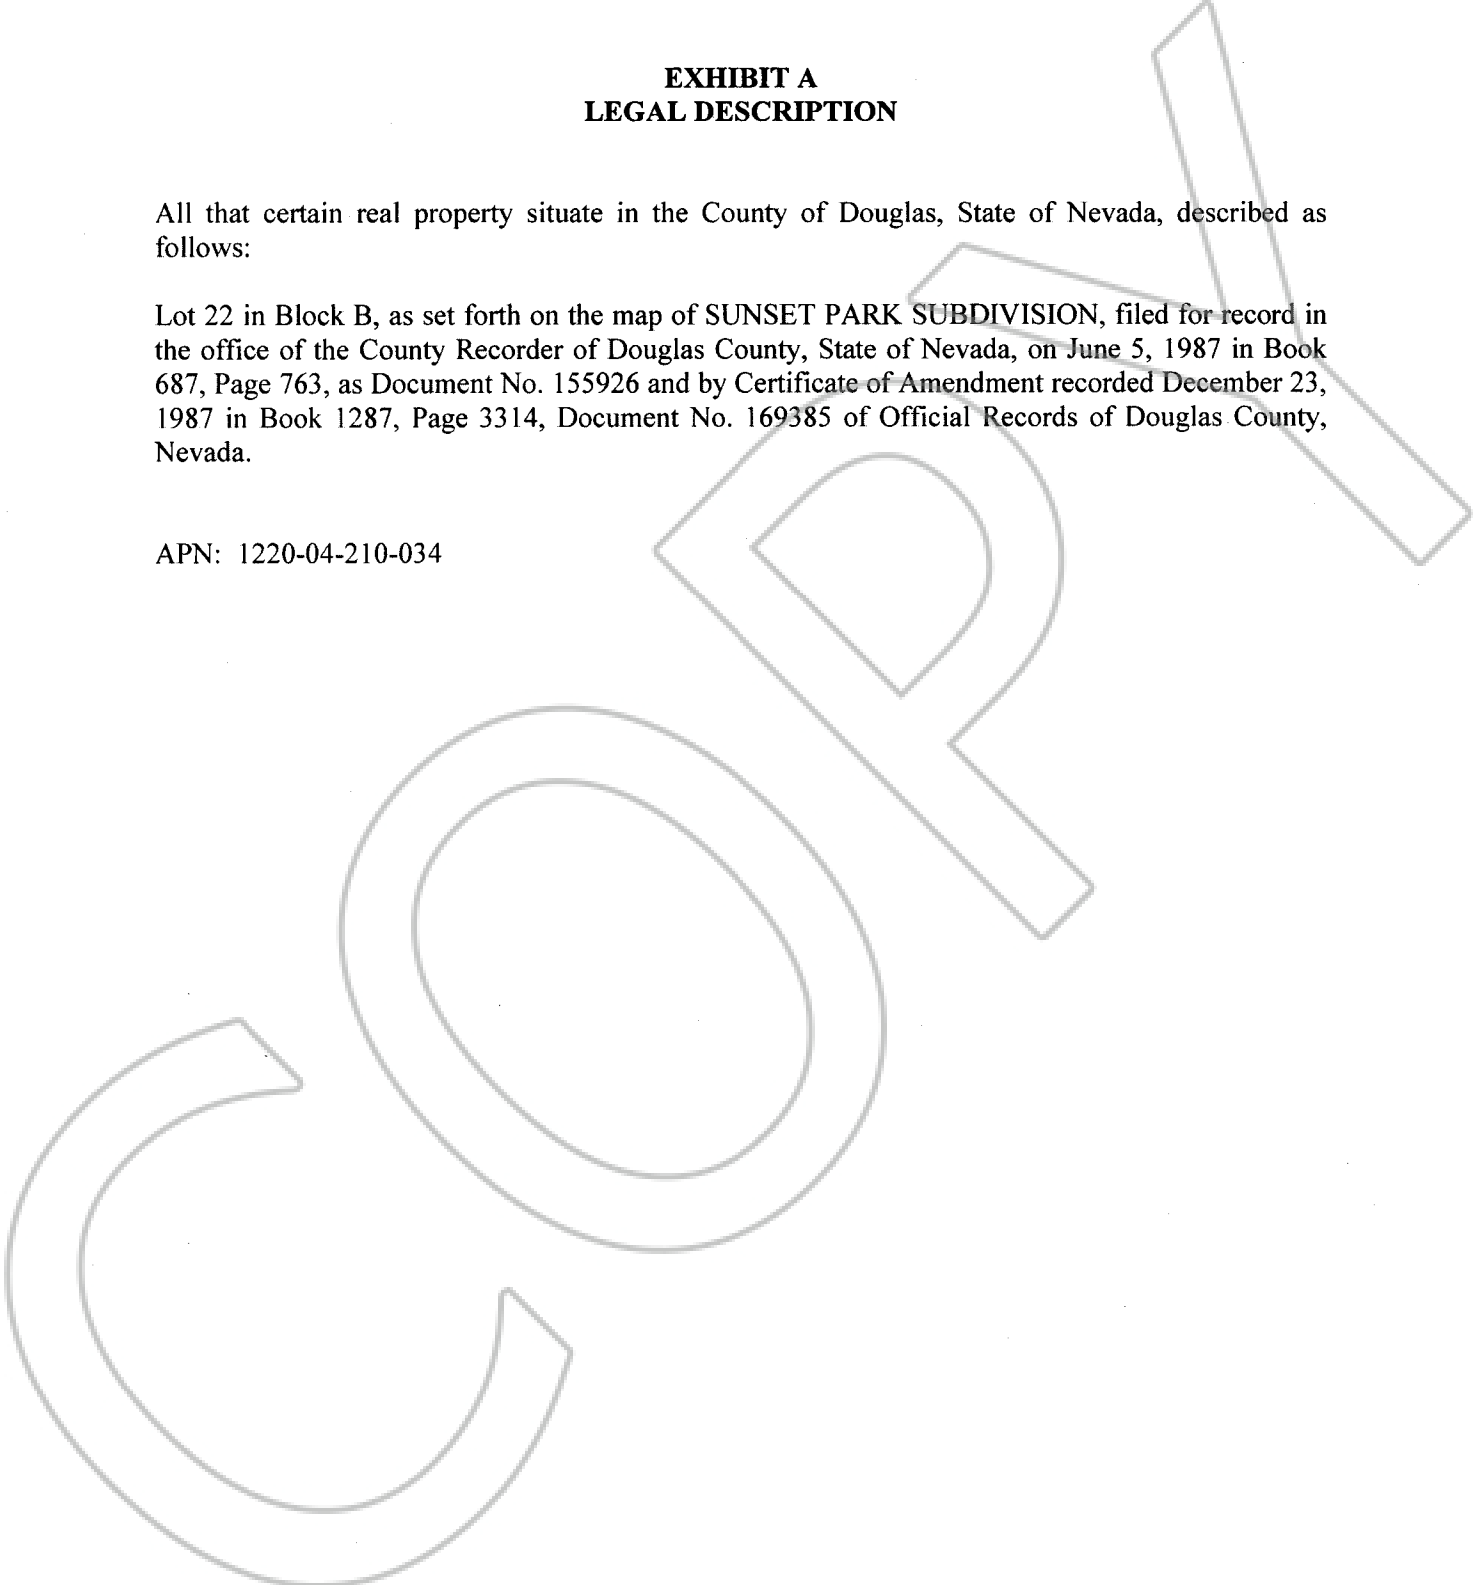 EXHIBIT A
LEGAL DESCRIPTION
All that certain real property situate in the County of Douglas, State of Nevada, described as
follows:
Lot 22 in Block B, as set forth on the map of SUNSET PARK SUBDIVISION, filed for record in
the office of the County Recorder of Douglas County, State of Nevada, on June 5, 1987 in Book
687, Page 763, as Document No. 155926 and by Certificate of Amendment recorded December 23,
1987 in Book 1287, Page 3314, Document No. 169385 of Official Records of Douglas County,
Nevada.
APN: 1220-04-210-034
COPY